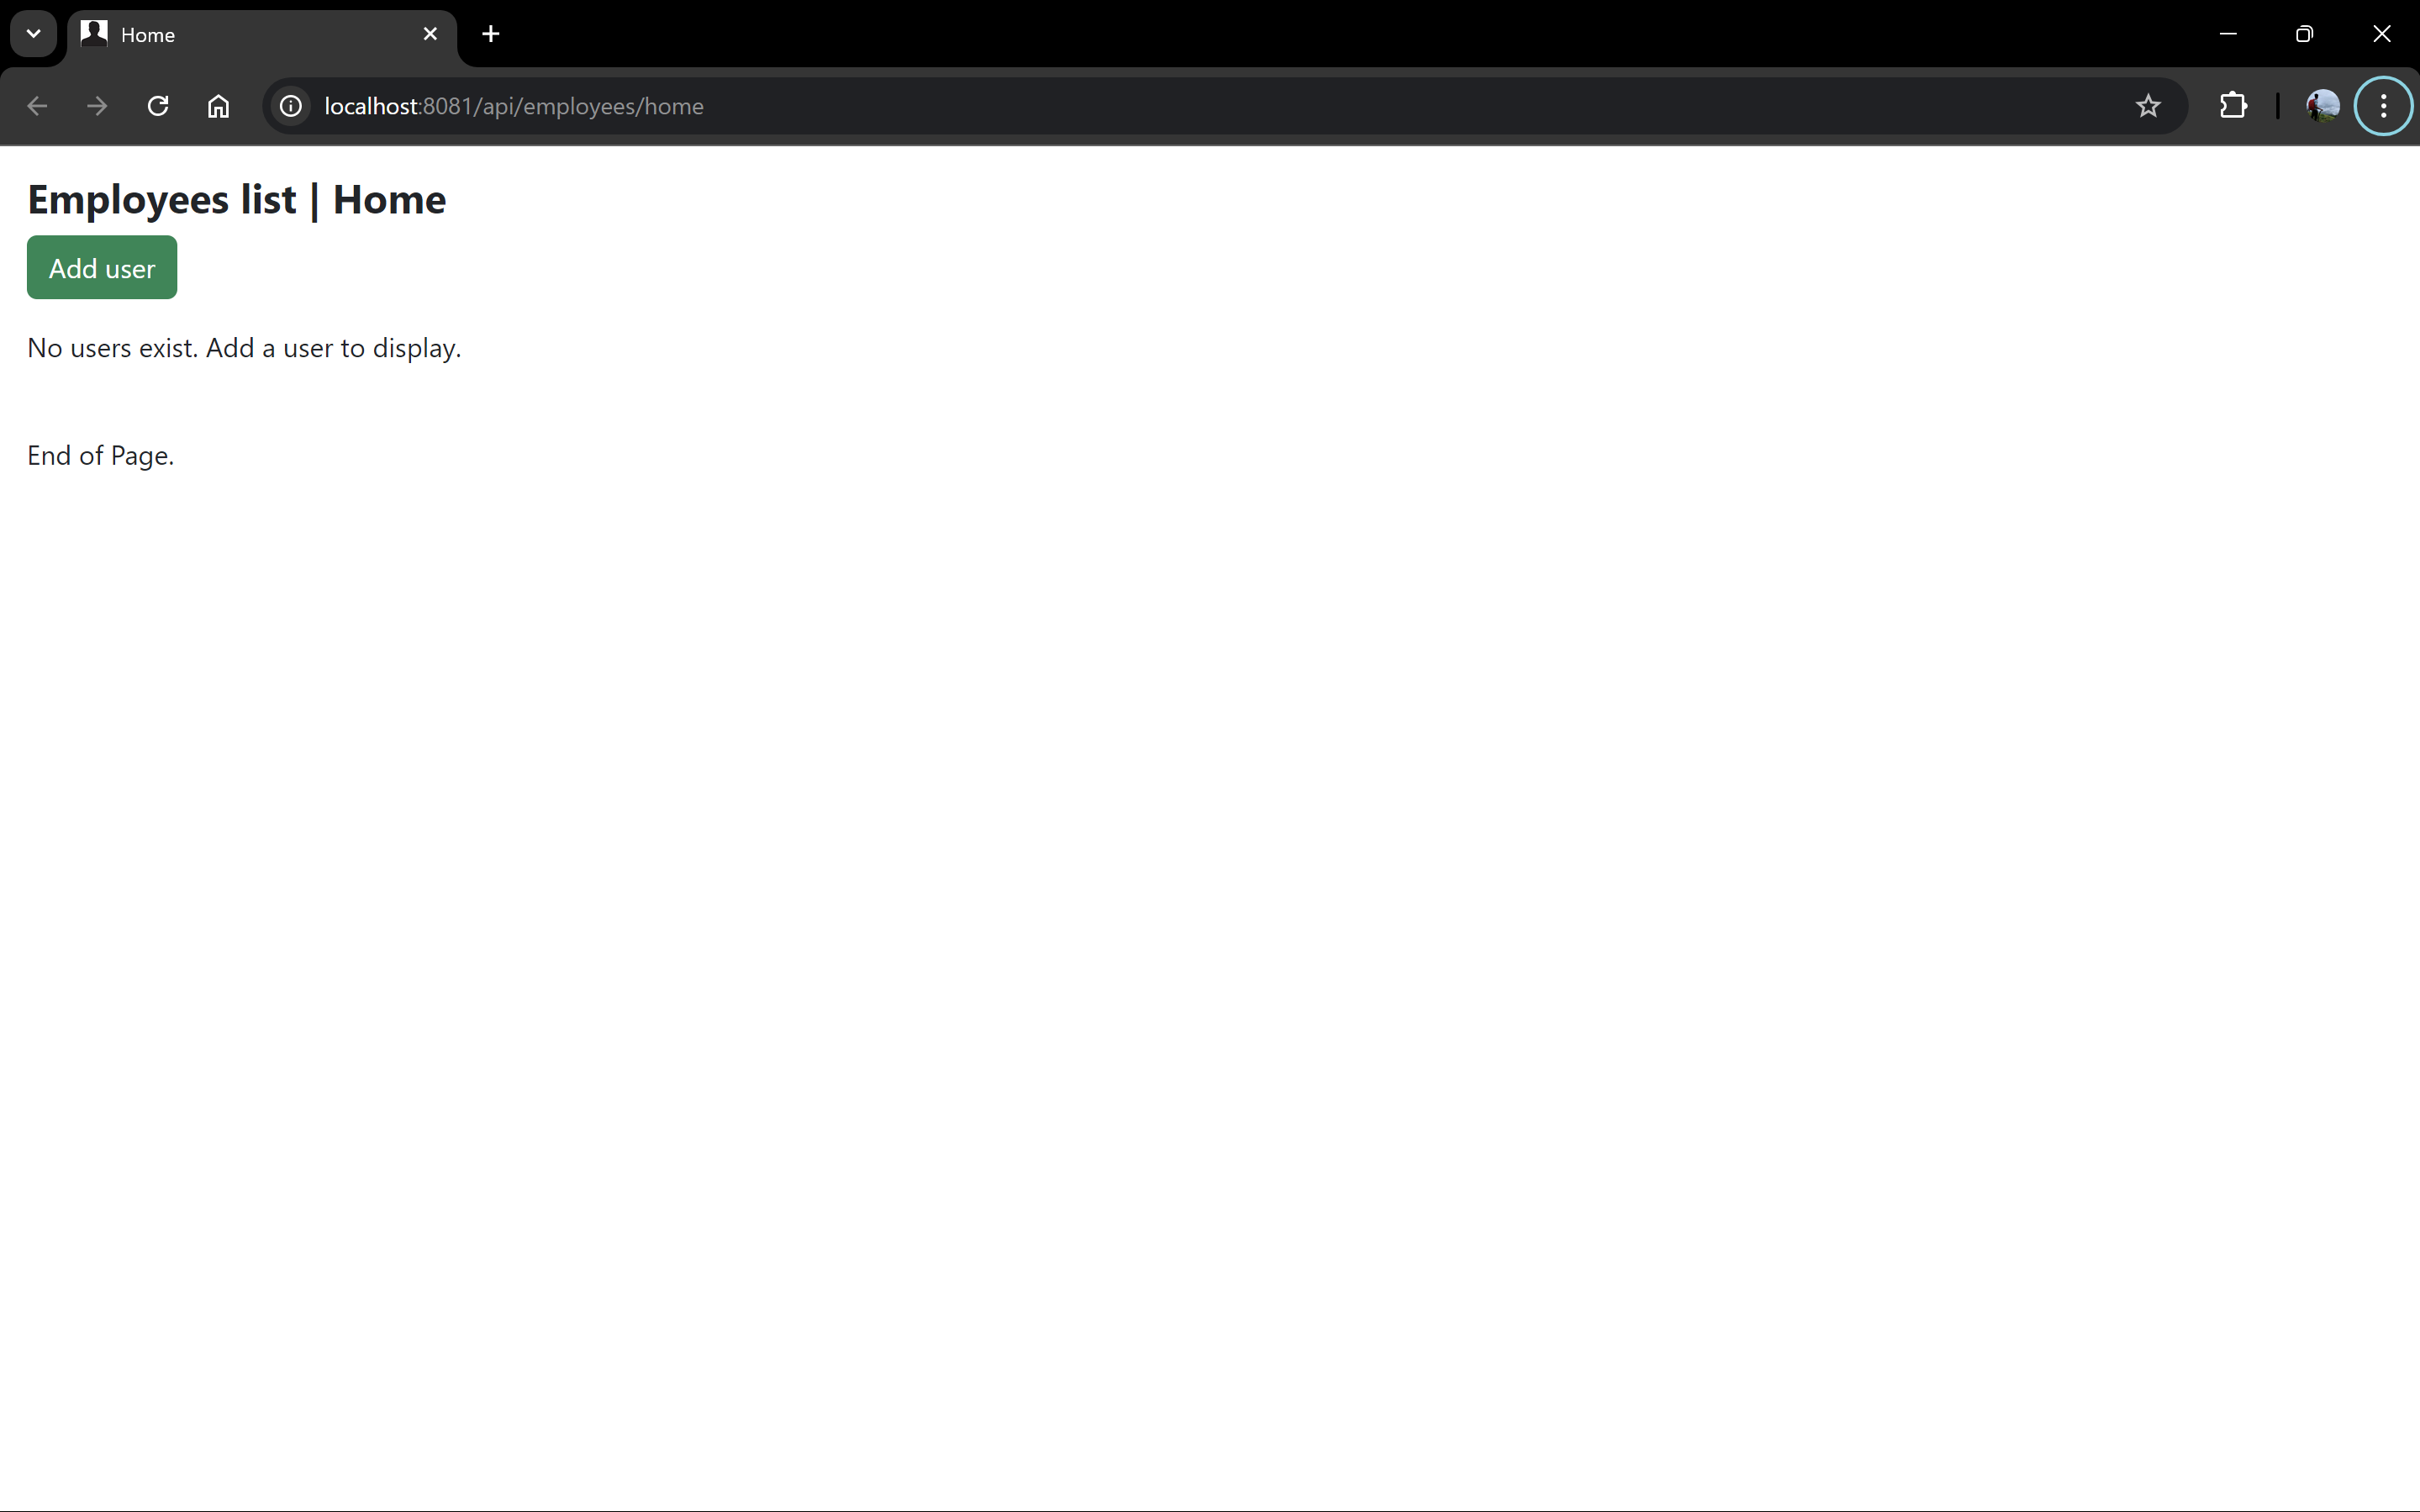 Home
localhost:8081/api/employees/home
Employees list | Home
Add user
No users exist. Add a user to display.
End of Page.